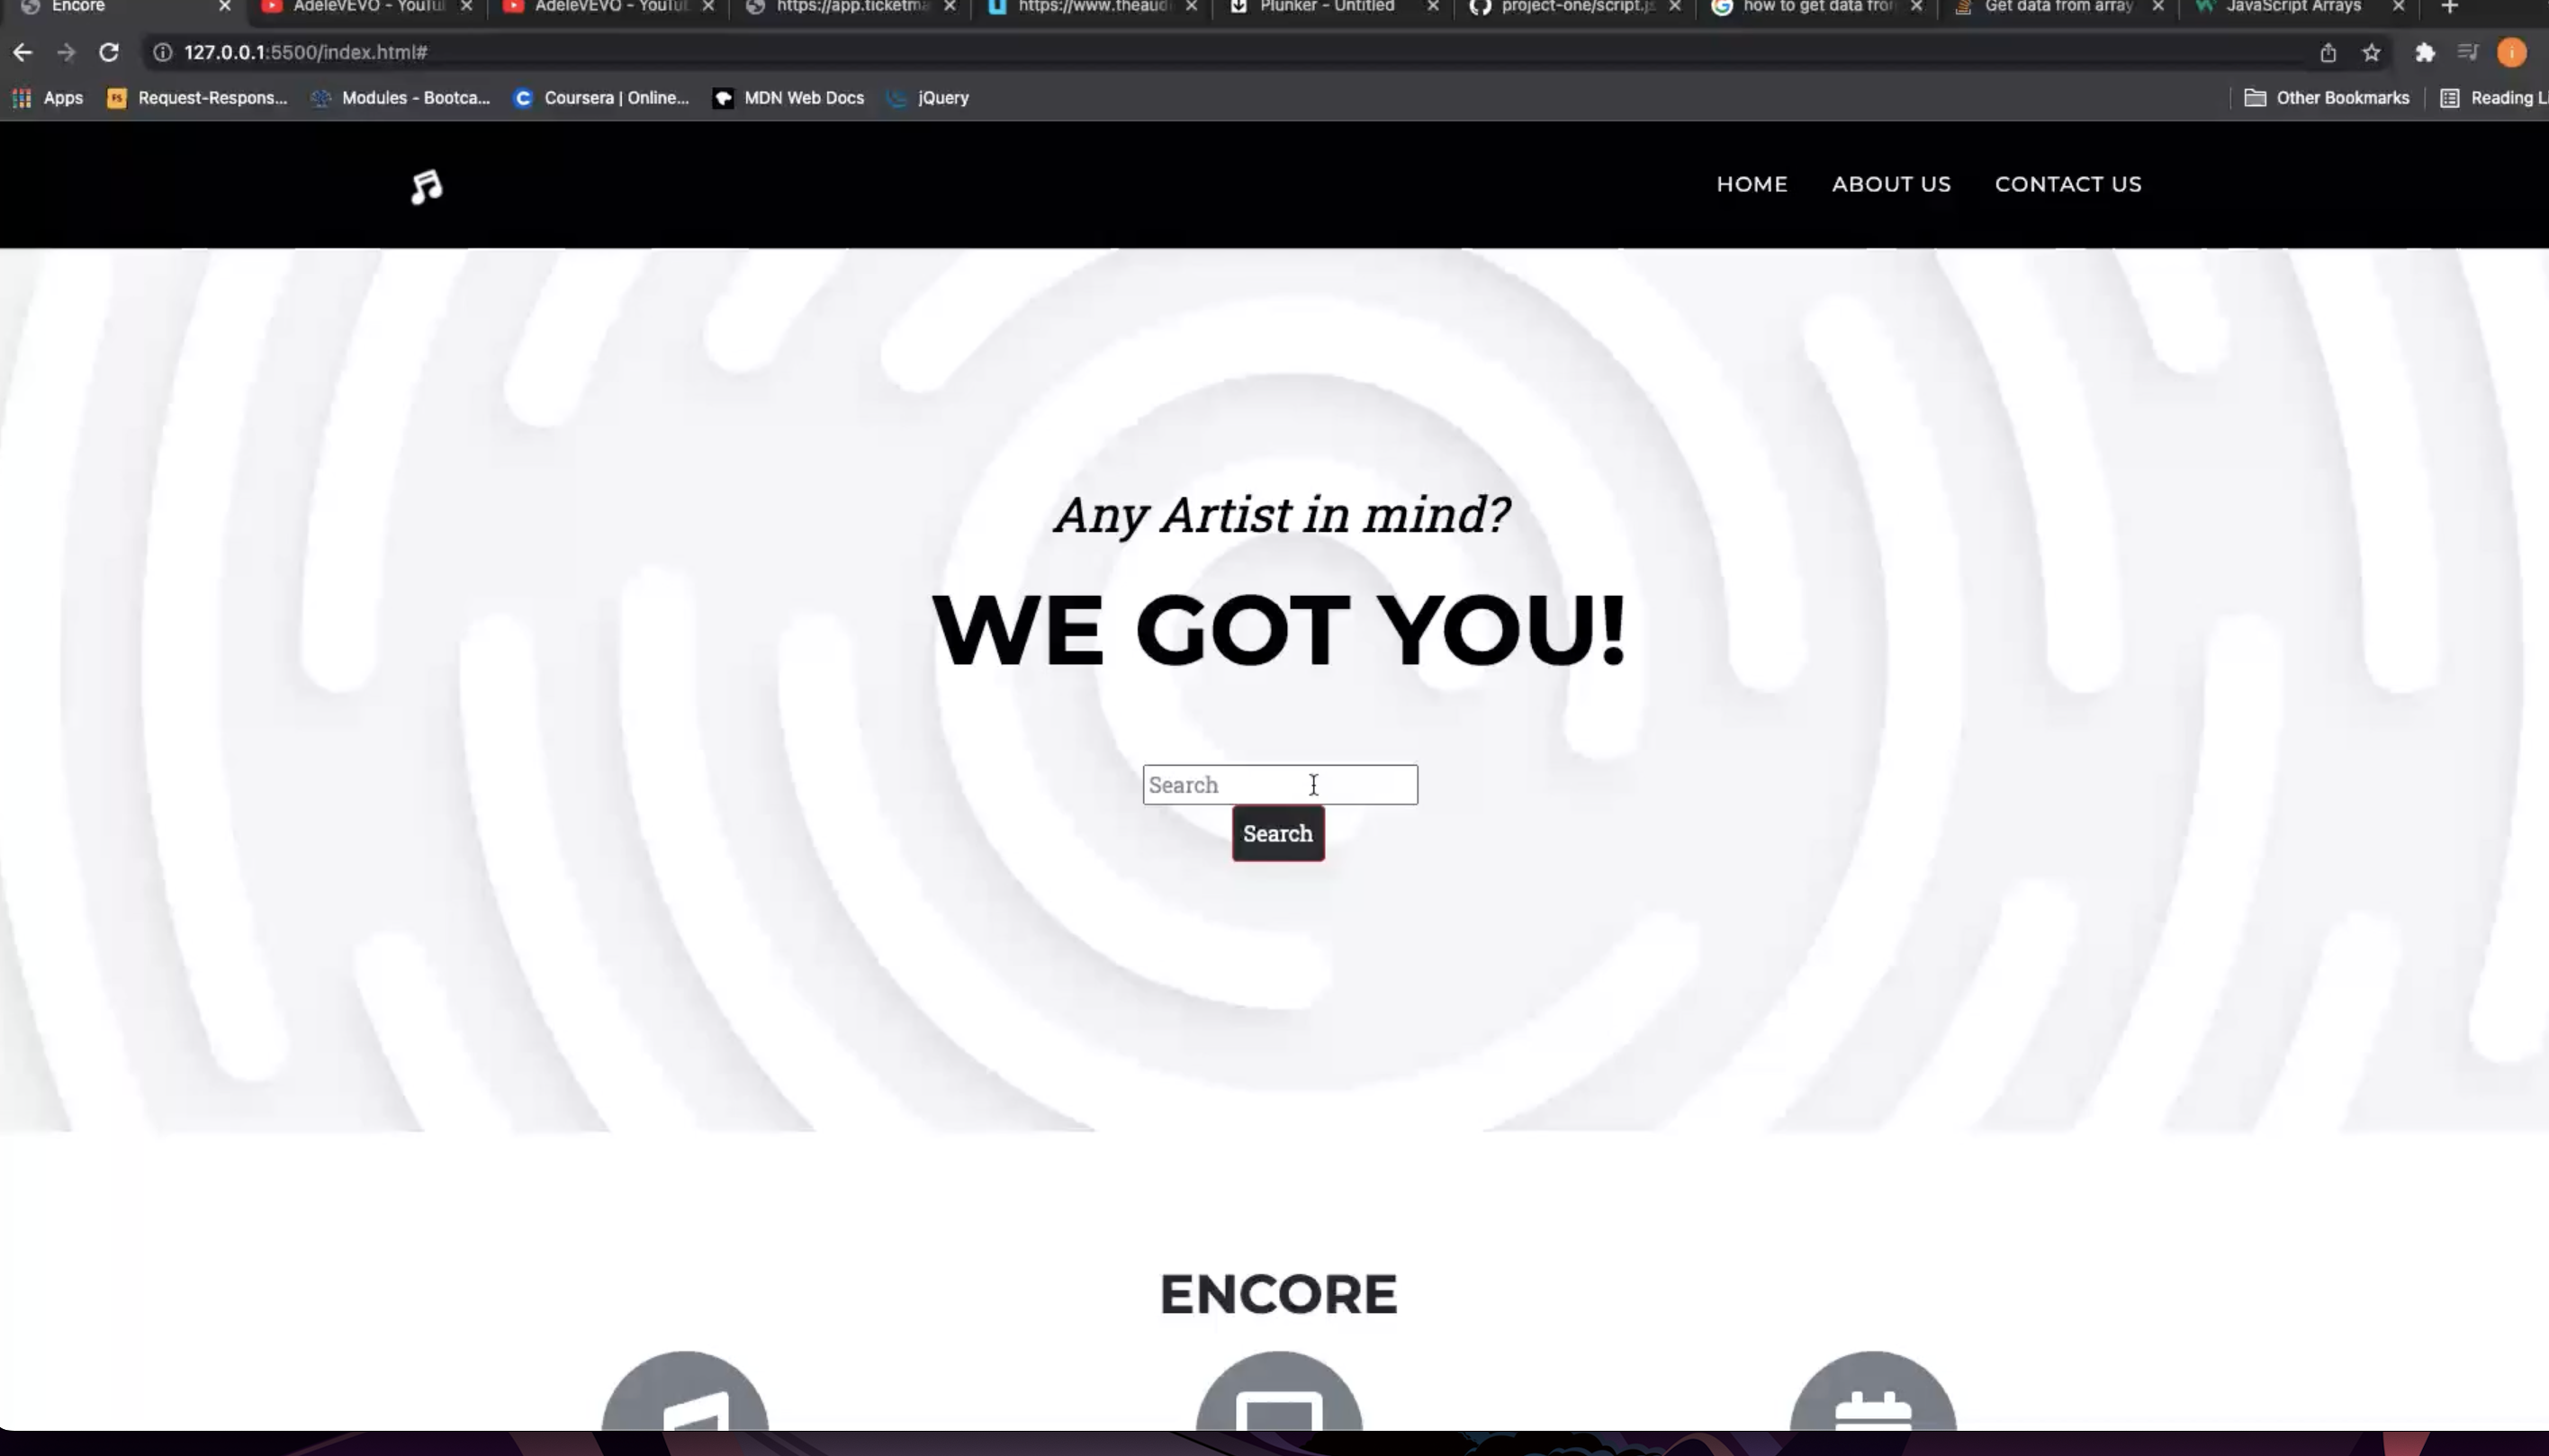 Encore
AdeleVEVO - YouTu
AdeleVEVO - YouTut
https://app.ticketma
https://www.theaudi
Plunker - Untitled
project-one/script.js
how to get data from
Get data from array
JavaScript Arrays
127.0.0.1:5500/index.html#
Apps
Request-Respons...
Modules - Bootca...
Coursera | Online...
MDN Web Docs
jQuery
Other Bookmarks
Reading Li
HOME
ABOUT US
CONTACT US
Any Artist in mind?
WE GOT YOU!
Search
Search
ENCORE